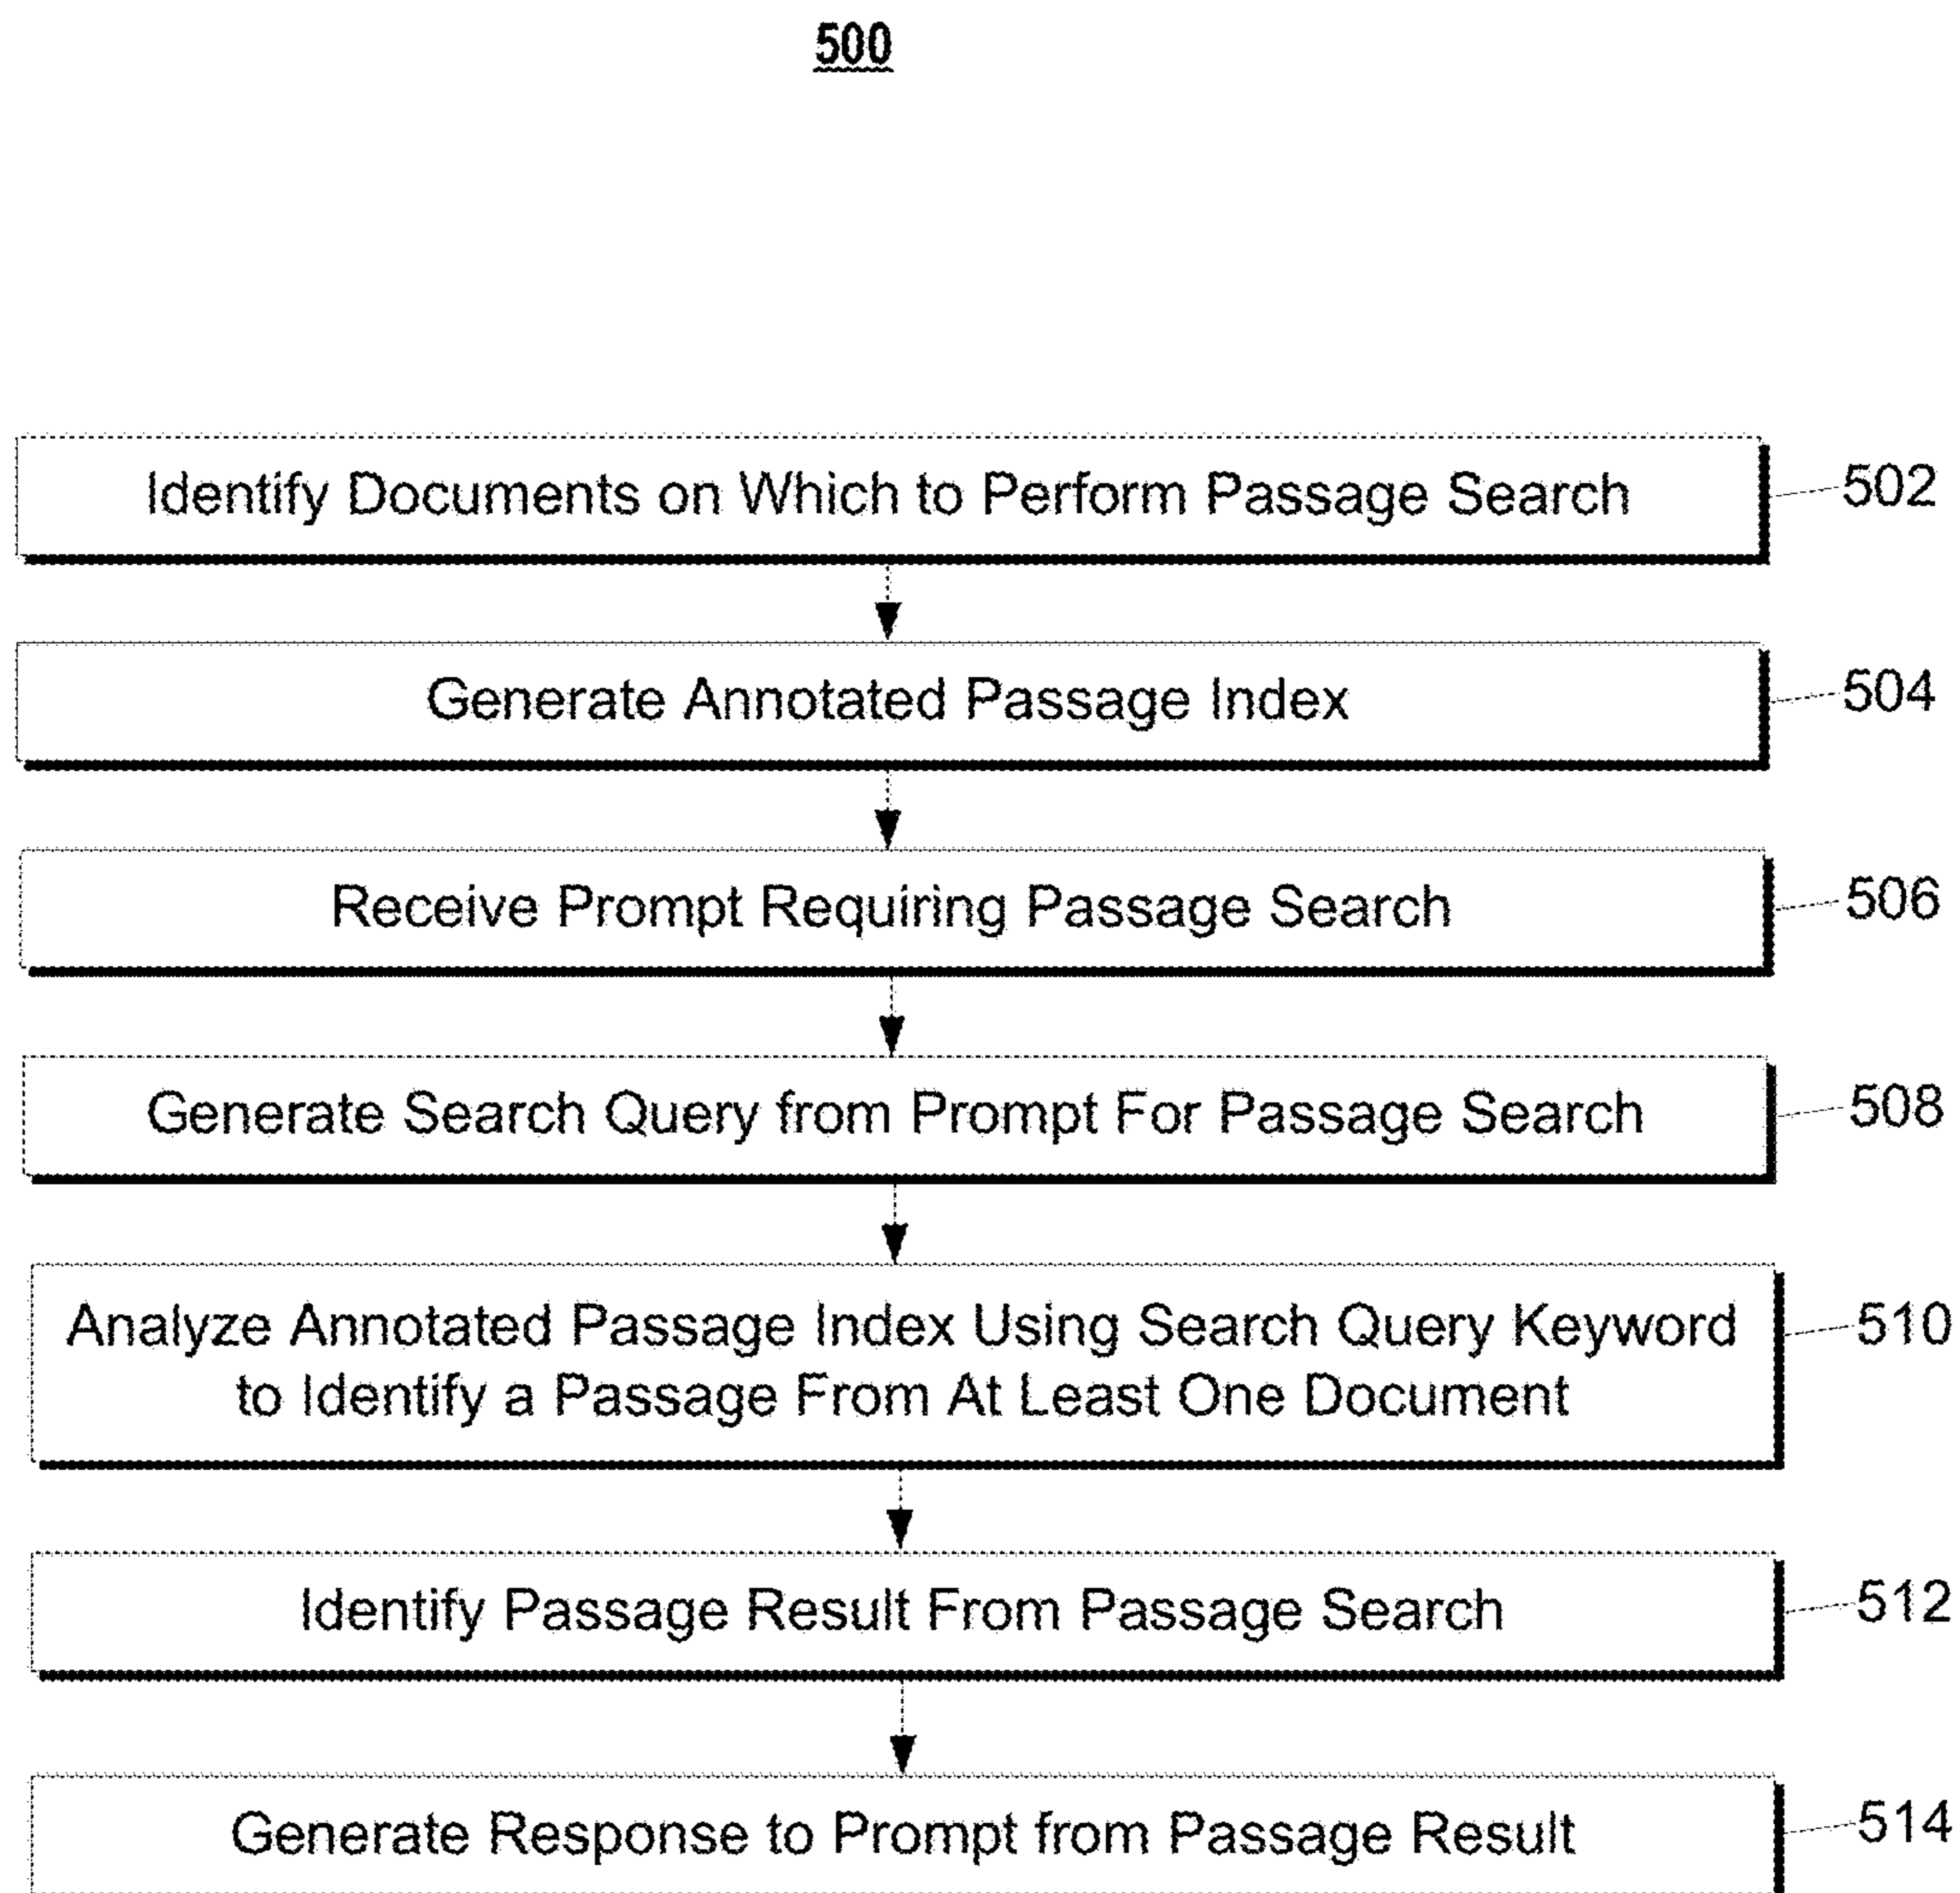 500
Identify Documents on Which to Perform Passage Search
502
Generate Annotated Passage Index
504
Receive Prompt Requiring Passage Search
506
Generate Search Query from Prompt For Passage Search
508
Analyze Annotated Passage Index Using Search Query Keyword
to Identify a Passage From At Least One Document
510
Identify Passage Result From Passage Search
512
Generate Response to Prompt from Passage Result
514